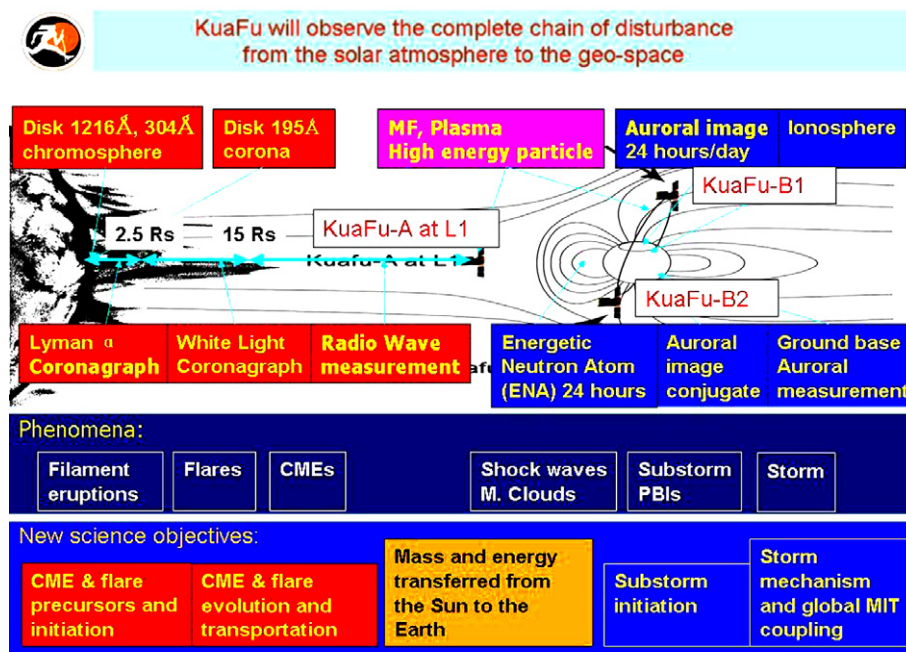 KuaFu will observe the complete chain of disturbance
from the solar atmosphere to the geo-space
Disk 1216Å, 304Å
chromosphere
Disk 195Å
corona
MF, Plasma
High energy particle
Auroral image
24 hours/day
Ionosphere
KuaFu-B1
2.5 Rs
15 Rs
KuaFu-A at L1
Kuafu-A at L1
KuaFu-B2
Lyman α
Coronagraph
White Light
Coronagraph
Radio Wave
measurement
Energetic
Neutron Atom
(ENA) 24 hours
Auroral
image
conjugate
Ground base
Auroral
measurement
Phenomena:
Filament
eruptions
Flares
CMEs
Shock waves
M. Clouds
Substorm
PBIs
Storm
New science objectives:
CME & flare
precursors and
initiation
CME & flare
evolution and
transportation
Mass and energy
transferred from
the Sun to the
Earth
Substorm
initiation
Storm
mechanism
and global MIT
coupling